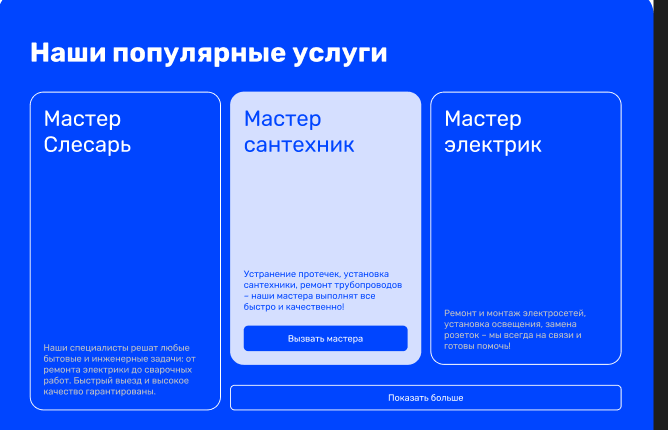 Наши популярные услуги
Мастер
Слесарь
Наши специалисты решат любые
бытовые и инженерные задачи: от
ремонта электрики до сварочных
работ. Быстрый выезд и высокое
качество гарантированы.
Мастер
сантехник
Устранение протечек, установка
сантехники, ремонт трубопроводов
– наши мастера выполнят все
быстро и качественно!
Вызвать мастера
Мастер
электрик
Ремонт и монтаж электросетей,
установка освещения, замена
розеток – мы всегда на связи и
готовы помочь!
Показать больше